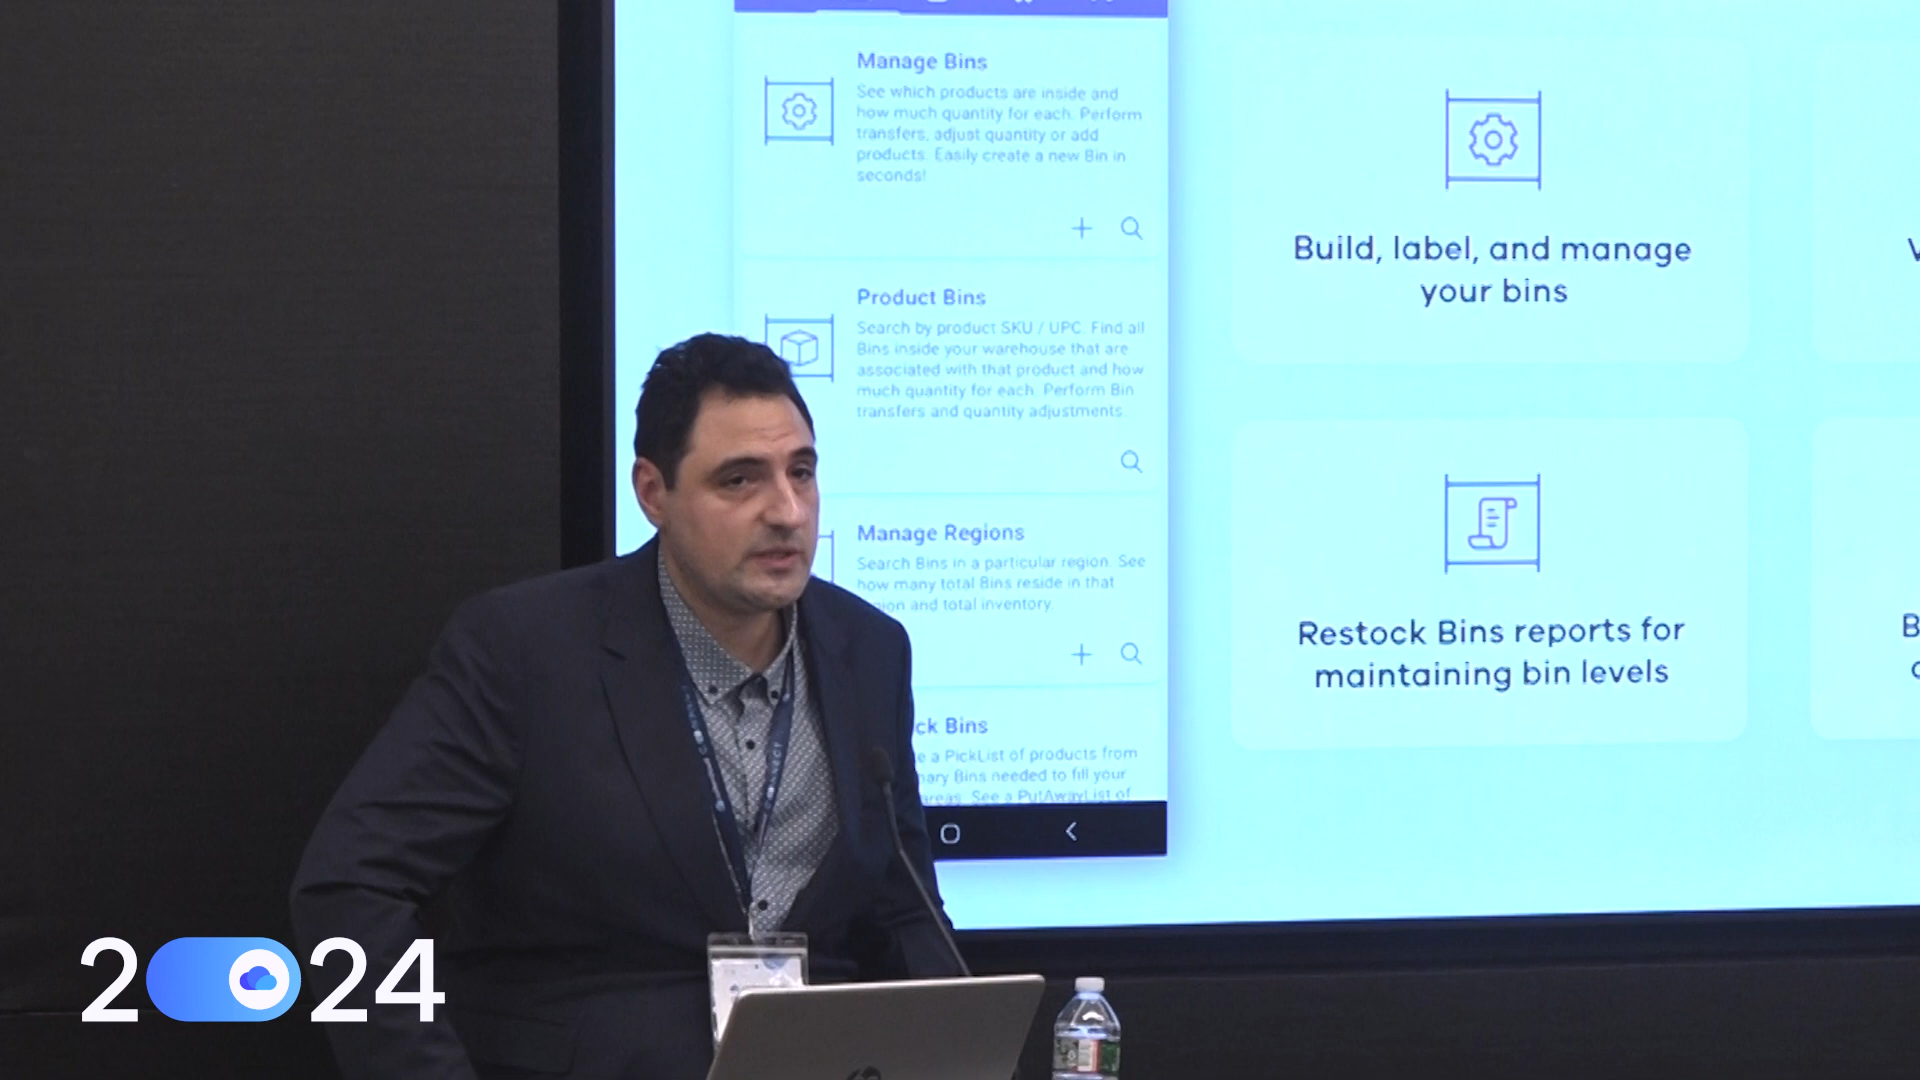 Manage Bins
See which products are inside and
how much quantity for each. Perform
transfers, adjust quantity or add
products. Easily create a new Bin in
seconds!
Product Bins
Search by product SKU / UPC. Find all
Bins inside your warehouse that are
associated with that product and how
much quantity for each. Perform Bin
transfers and quantity adjustments.
Manage Regions
Search Bins in a particular region. See
how many total Bins reside in that
and total inventory.
Bins
a PickList of products from
Bins needed to fill your
areas. See a PutAwayList of
Build, label, and manage
your bins
Restock Bins reports for
maintaining bin levels
2024